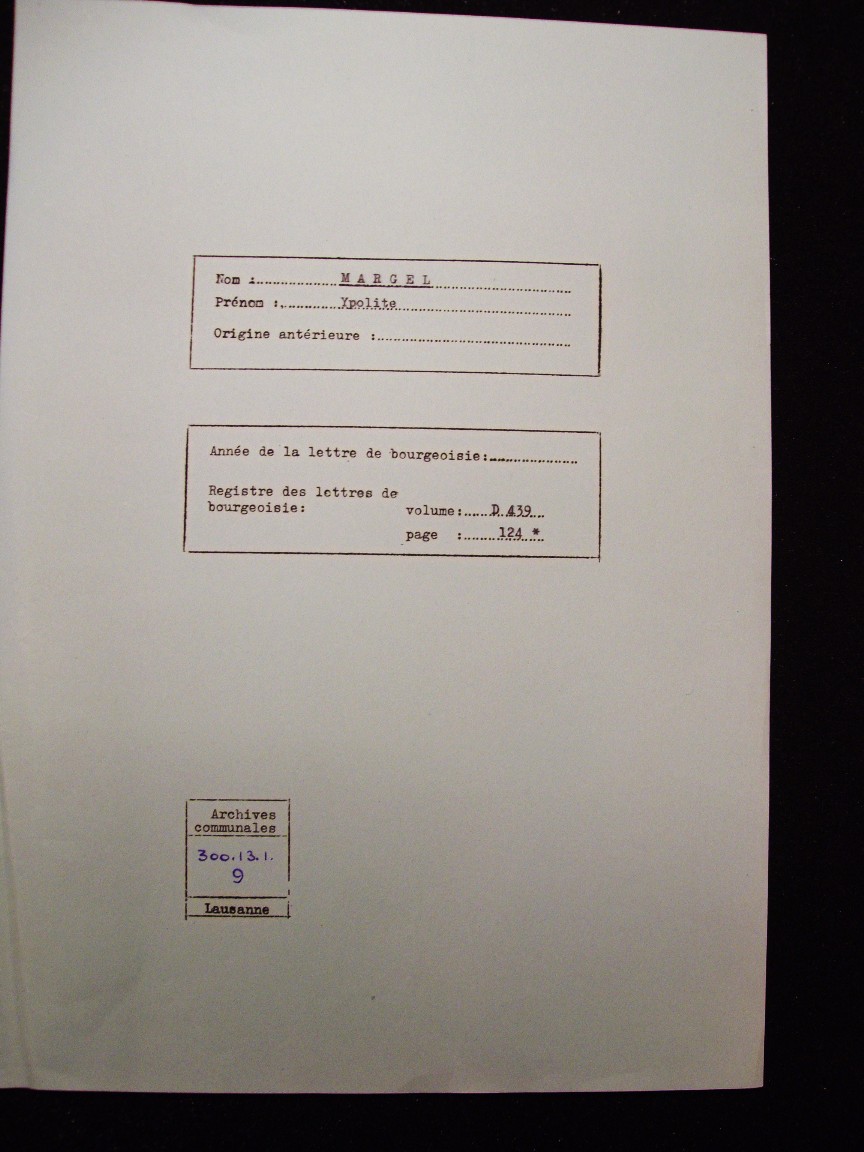 Nom :.................M A R G E L............................
Prénom :..............Ypolite...................................
Origine antérieure :..........................................
Année de la lettre de bourgeoisie:...................
Registre des lettres de
bourgeoisie:
volume:......D 439...
page :........124 *
Archives
communales
300.13.1.
9
Lausanne